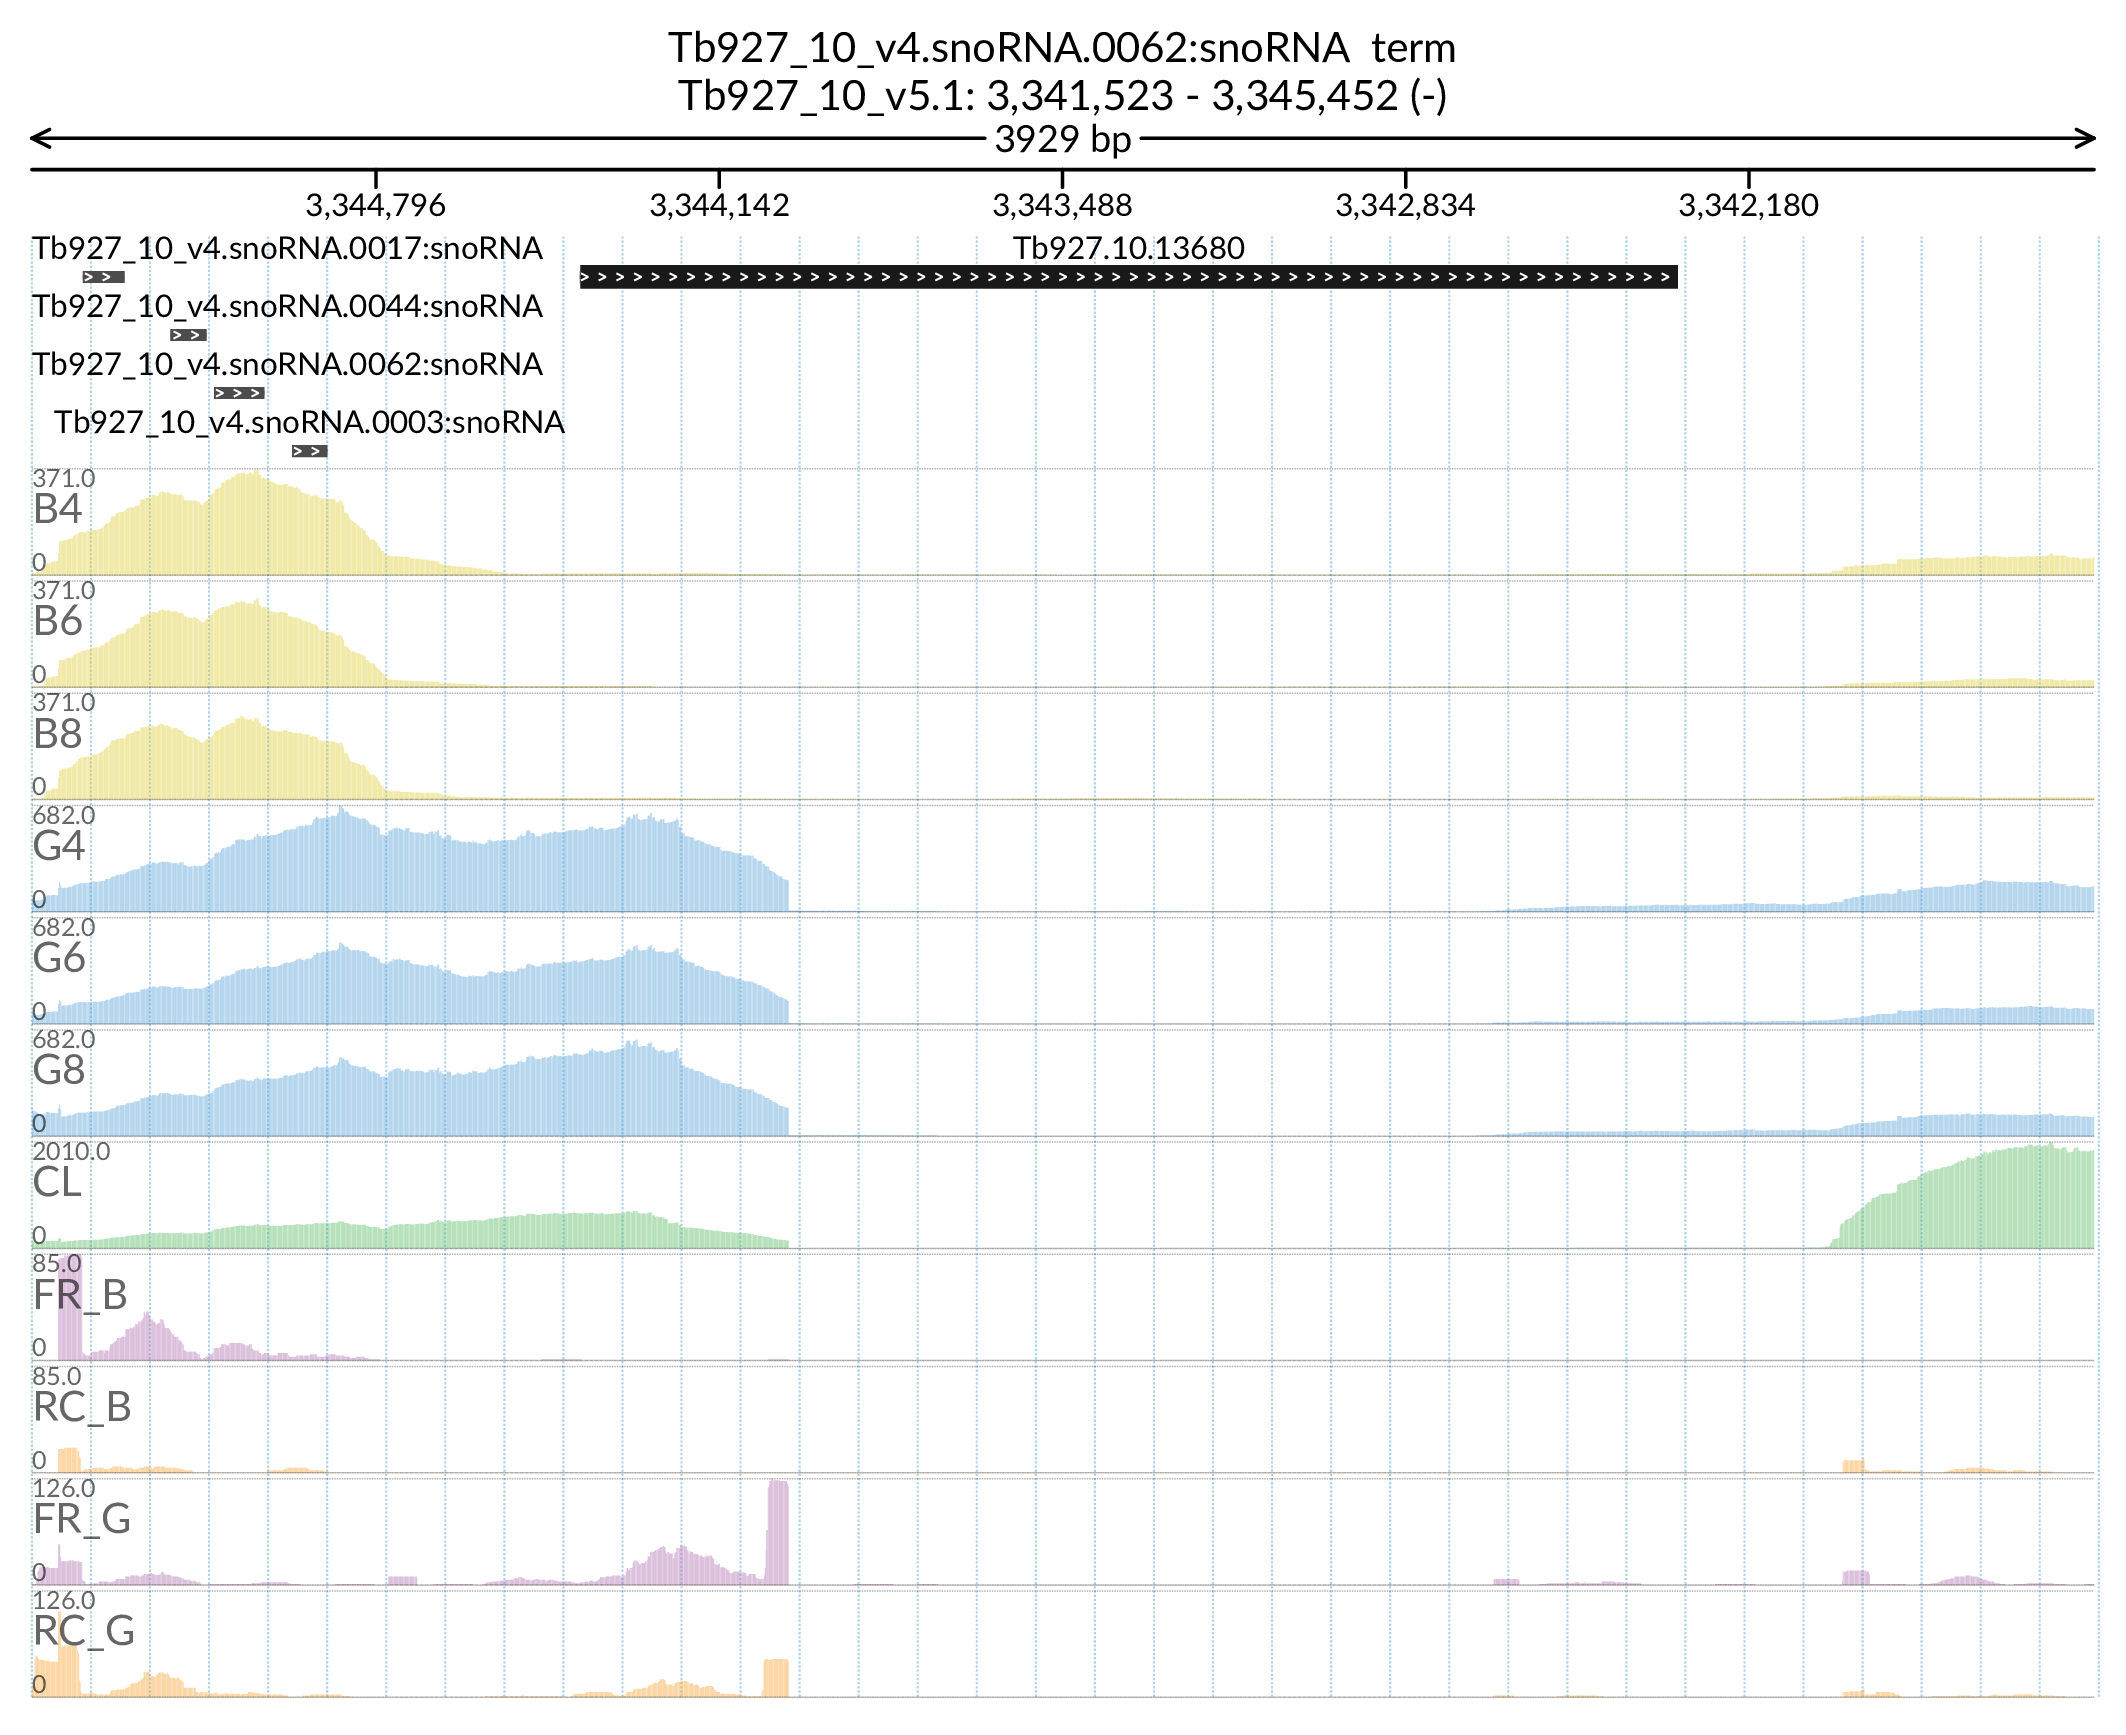 Tb927_10_v4.snoRNA.0062:snoRNA  term
Tb927_10_v5.1: 3,341,523 - 3,345,452 (-)
3929 bp
3,344,796 3,344,142 3,343,488 3,342,834 3,342,180
Tb927_10_v4.snoRNA.0017:snoRNA Tb927.10.13680
Tb927_10_v4.snoRNA.0044:snoRNA
Tb927_10_v4.snoRNA.0062:snoRNA
Tb927_10_v4.snoRNA.0003:snoRNA
371.0
B4
0
371.0
B6
0
371.0
B8
0
682.0
G4
0
682.0
G6
0
682.0
G8
0
2010.0
CL
0
85.0
FR_B
0
85.0
RC_B
0
126.0
FR_G
0
126.0
RC_G
0